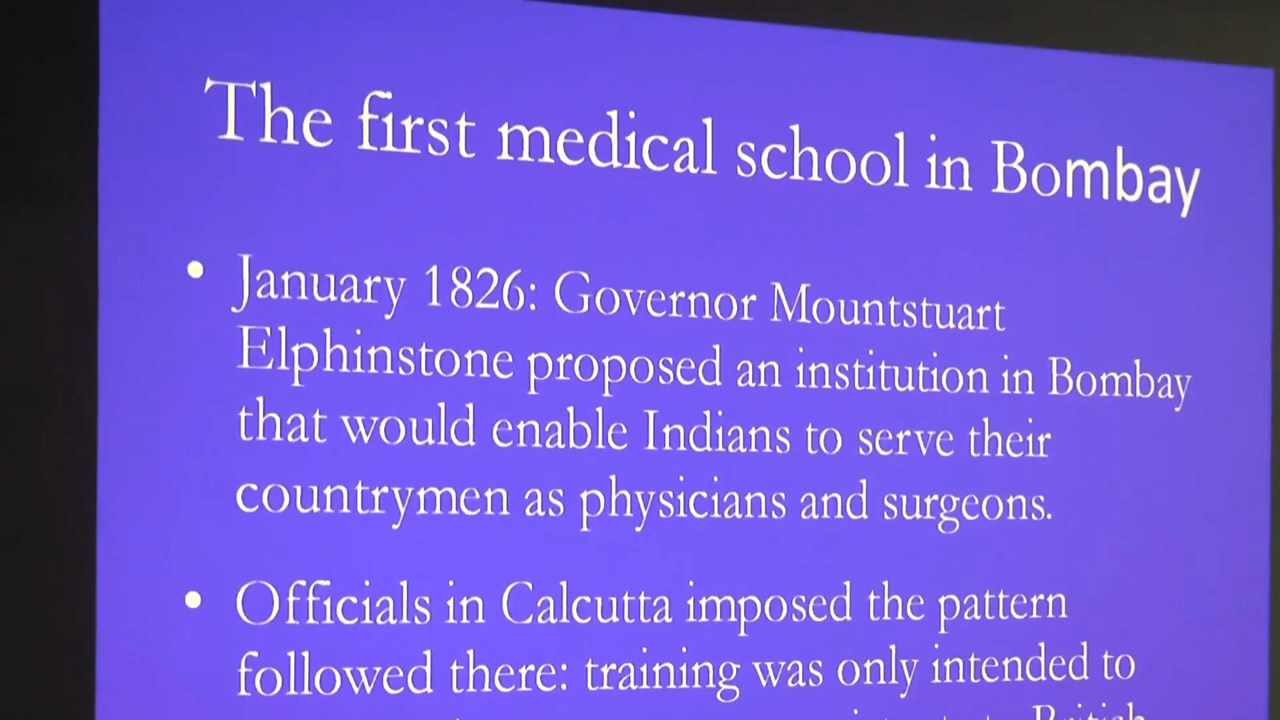 The first medical school in Bombay
• January 1826: Governor Mountstuart
Elphinstone proposed an institution in Bombay
that would enable Indians to serve their
countrymen as physicians and surgeons.
• Officials in Calcutta imposed the pattern
followed there: training was only intended to
British